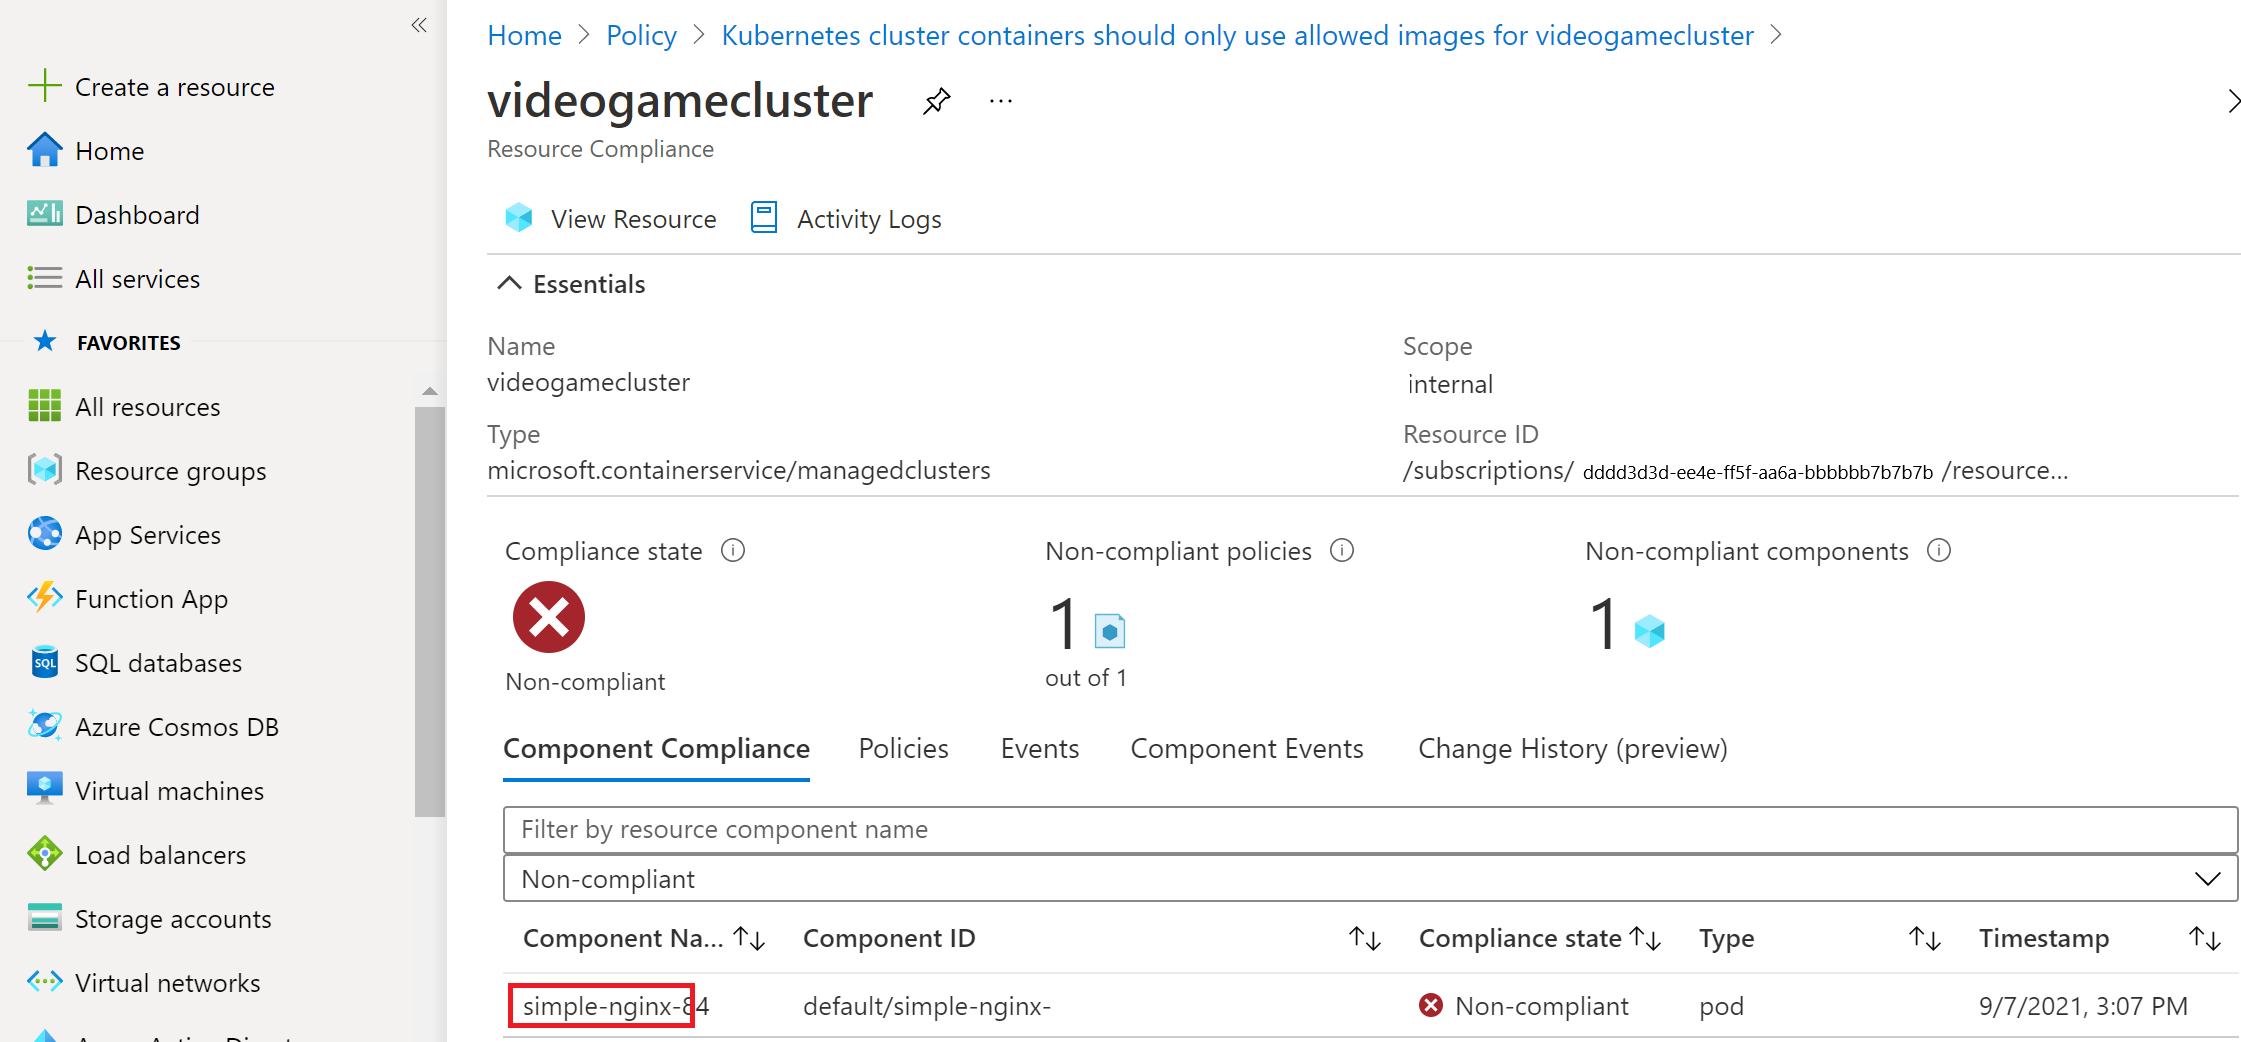 Create a resource
Home
Dashboard
All services
FAVORITES
All resources
Resource groups
App Services
Function App
SQL databases
SQL
Azure Cosmos DB
Virtual machines
Load balancers
Storage accounts
Virtual networks
Home > Policy > Kubernetes cluster containers should only use allowed images for videogamecluster >
videogamecluster ...
Resource Compliance
View Resource Activity Logs
Essentials
Name
videogamecluster
Scope
internal
Type
microsoft.containerservice/managedclusters
Resource ID
/subscriptions/ dddd3d3d-ee4e-ff5f-aa6a-bbbbbb7b7b7b /resource...
Compliance state
Non-compliant
Non-compliant policies
1
out of 1
Non-compliant components
1
Component Compliance Policies Events Component Events Change History (preview)
Filter by resource component name
Non-compliant
Component Na... Component ID Compliance state Type Timestamp
simple-nginx-84 default/simple-nginx- Non-compliant pod 9/7/2021, 3:07 PM